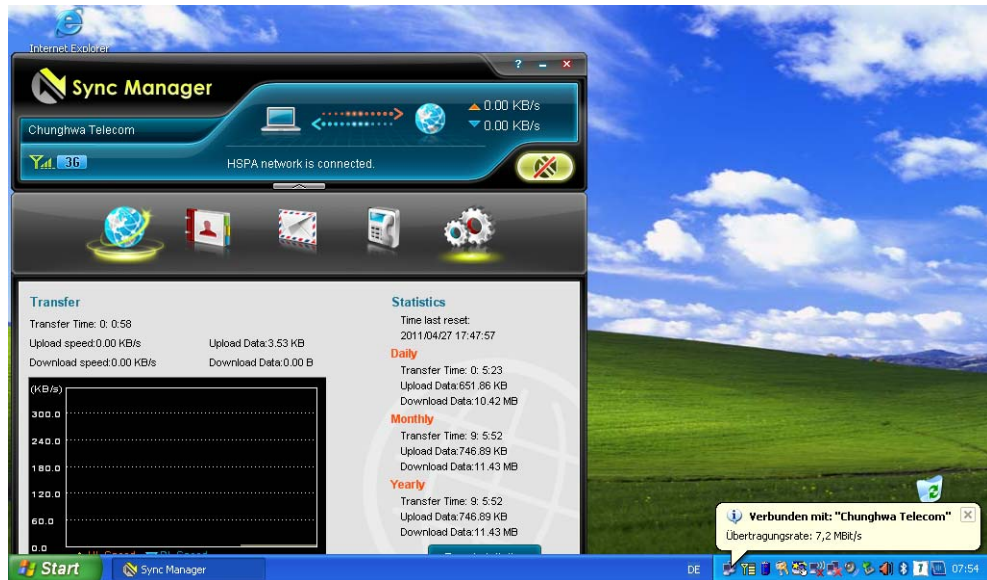 Internet Explorer
? – ×
Sync Manager
Chunghwa Telecom
0.00 KB/s
0.00 KB/s
3G
HSPA network is connected.
Transfer
Transfer Time: 0: 0:58
Upload speed:0.00 KB/s Upload Data:3.53 KB
Download speed:0.00 KB/s Download Data:0.00 B
(KB/s)
300.0
240.0
180.0
120.0
60.0
0.0
UL Speed DL Speed
Statistics
Time last reset:
2011/04/27 17:47:57
Daily
Transfer Time: 0: 5:23
Upload Data:651.86 KB
Download Data:10.42 MB
Monthly
Transfer Time: 9: 5:52
Upload Data:746.89 KB
Download Data:11.43 MB
Yearly
Transfer Time: 9: 5:52
Upload Data:746.89 KB
Download Data:11.43 MB
Verbunden mit: "Chunghwa Telecom"
Übertragungsrate: 7,2 MBit/s
Start
Sync Manager
DE
7
07:54